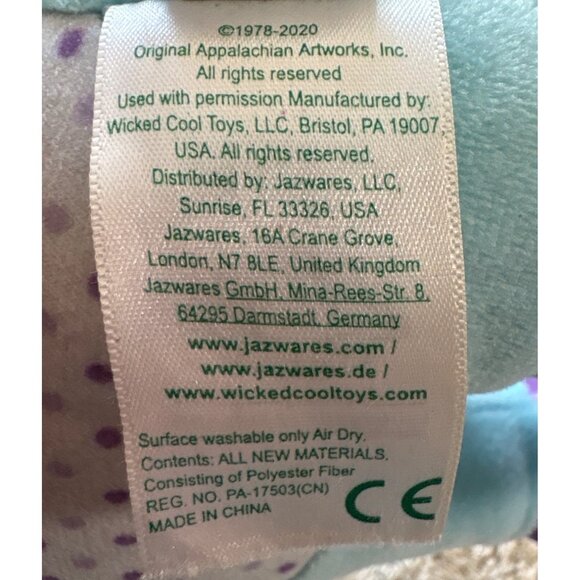 ©1978-2020
Original Appalachian Artworks, Inc.
All rights reserved
Used with permission Manufactured by:
Wicked Cool Toys, LLC, Bristol, PA 19007,
USA. All rights reserved.
Distributed by: Jazwares, LLC,
Sunrise, FL 33326, USA
Jazwares, 16A Crane Grove,
London, N7 8LE, United Kingdom
Jazwares GmbH, Mina-Rees-Str. 8,
64295 Darmstadt, Germany
www.jazwares.com /
www.jazwares.de /
www.wickedcooltoys.com
Surface washable only Air Dry.
Contents: ALL NEW MATERIALS.
Consisting of Polyester Fiber
REG. NO. PA-17503(CN)
MADE IN CHINA
CE